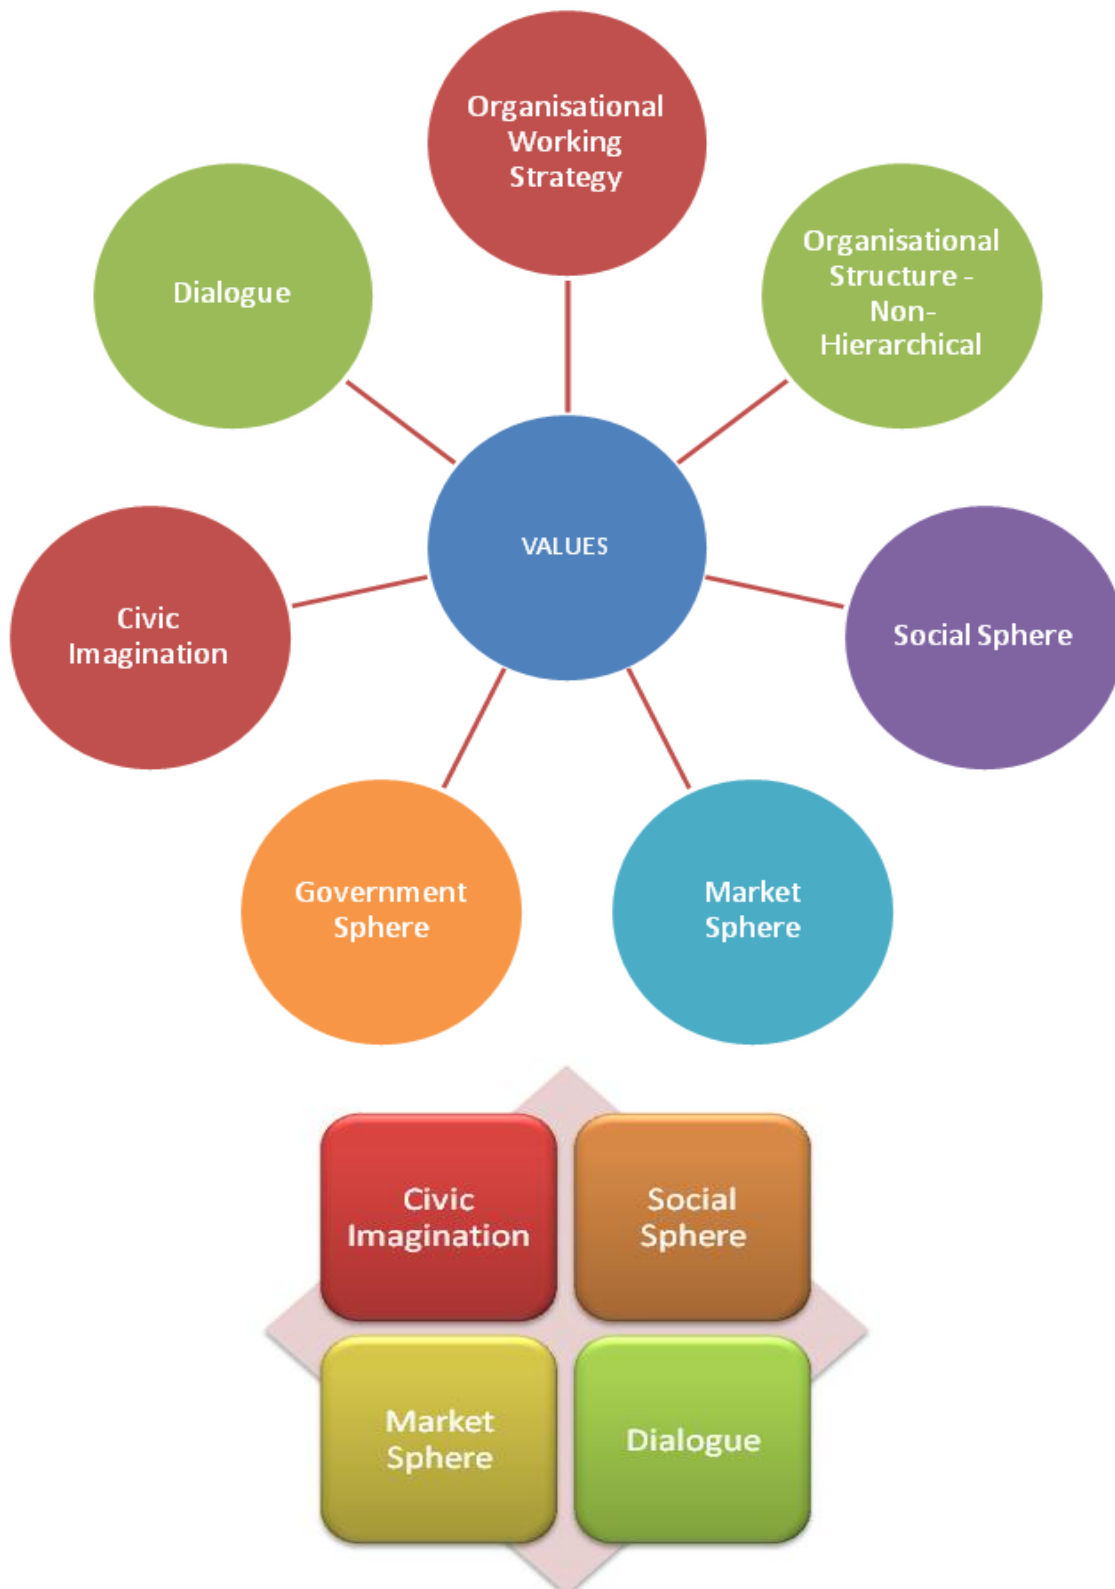 Organisational
Working
Strategy
Organisational
Structure -
Non-
Hierarchical
Dialogue
VALUES
Civic
Imagination
Social Sphere
Government
Sphere
Market
Sphere
Civic
Imagination
Social
Sphere
Market
Sphere
Dialogue